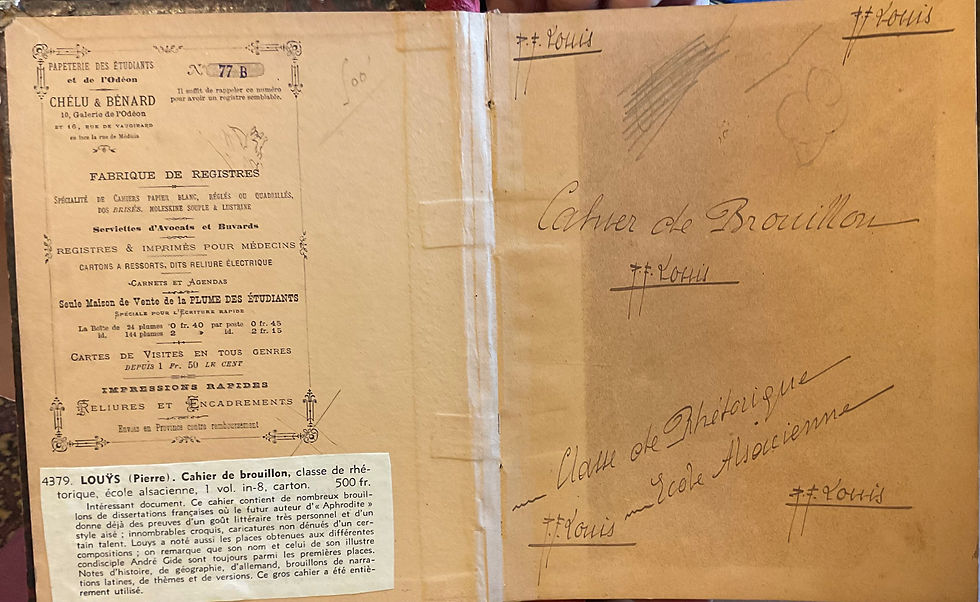 PAPETERIE DES ÉTUDIANTS
et de l'Odéon
CHÉLU & BÉNARD
10, Galerie de l'Odéon
ET 16, RUE DE VAUGIRARD
en face la rue de Médicis
N° 77 B
Il suffit de rappeler ce numéro
pour avoir un registre semblable.
FABRIQUE DE REGISTRES
SPÉCIALITÉ DE CAHIERS PAPIER BLANC, RÉGLÉS OU QUADRILLÉS,
DOS BRISÉS, MOLESKINE SOUPLE & LUSTRINE
Serviettes d'Avocats et Buvards
REGISTRES & IMPRIMÉS POUR MÉDECINS
CARTONS A RESSORTS, DITS RELIURE ÉLECTRIQUE
CARNETS ET AGENDAS
Seule Maison de Vente de la PLUME DES ÉTUDIANTS
SPÉCIALE POUR L'ÉCRITURE RAPIDE
La Boîte de 24 plumes 0 fr. 40 par poste 0 fr. 45
id. 144 plumes 2 » id. 2 fr. 15
CARTES DE VISITES EN TOUS GENRES
DEPUIS 1 Fr. 50 LE CENT
IMPRESSIONS RAPIDES
RELIURES ET ENCADREMENTS
Envois en Province contre remboursement
4379. LOUŸS (Pierre). Cahier de brouillon, classe de rhé-
torique, école alsacienne, 1 vol. in-8, carton. 500 fr.
Intéressant document. Ce cahier contient de nombreux brouil-
lons de dissertations françaises où le futur auteur d'« Aphrodite »
donne déjà des preuves d'un goût littéraire très personnel et d'un
style aisé ; innombrables croquis, caricatures non dénués d'un cer-
tain talent. Louys a noté aussi les places obtenues aux différentes
compositions ; on remarque que son nom et celui de son illustre
condisciple André Gide sont toujours parmi les premières places.
Notes d'histoire, de géographie, d'allemand, brouillons de narra-
tions latines, de thèmes et de versions. Ce gros cahier a été entiè-
rement utilisé.
500
P.F. Louis
P.F. Louis
Cahier de Brouillon
P.F. Louis
Classe de Rhétorique
Ecole Alsacienne
P.F. Louis
P.F. Louis